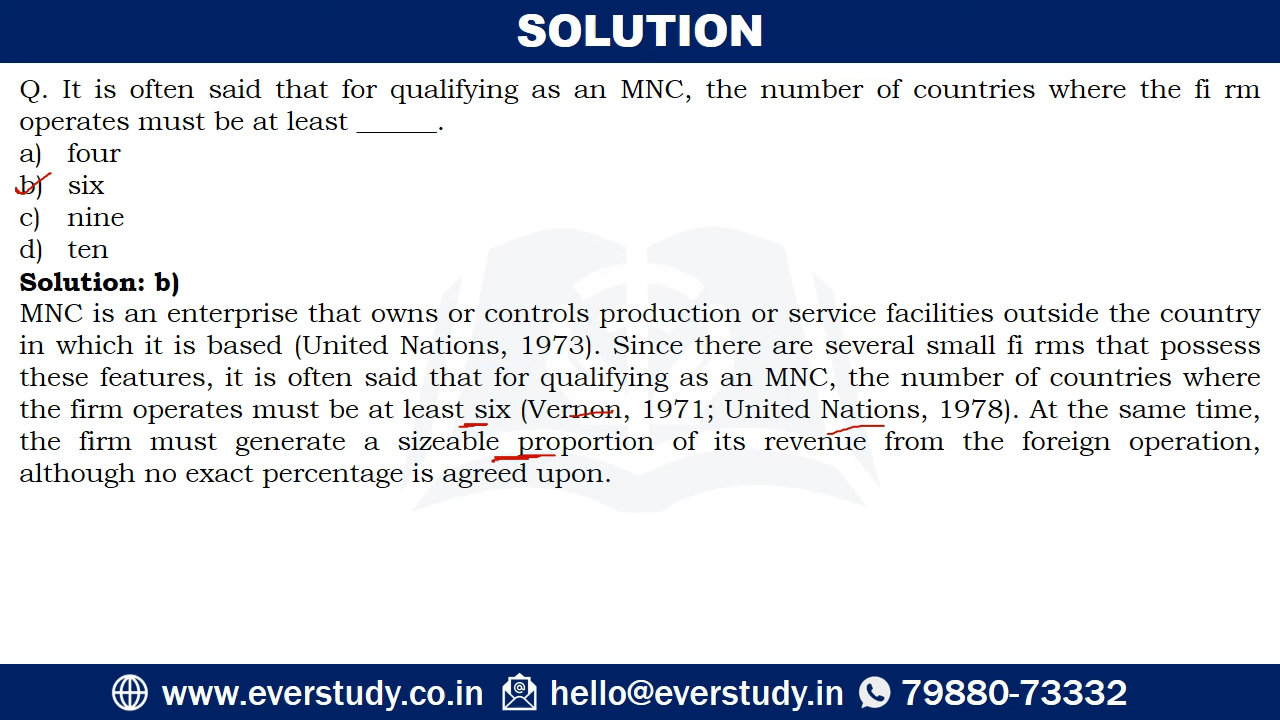 SOLUTION
Q. It is often said that for qualifying as an MNC, the number of countries where the fi rm
operates must be at least ______.
a) four
b) six
c) nine
d) ten
Solution: b)
MNC is an enterprise that owns or controls production or service facilities outside the country
in which it is based (United Nations, 1973). Since there are several small fi rms that possess
these features, it is often said that for qualifying as an MNC, the number of countries where
the firm operates must be at least six (Vernon, 1971; United Nations, 1978). At the same time,
the firm must generate a sizeable proportion of its revenue from the foreign operation,
although no exact percentage is agreed upon.
www.everstudy.co.in hello@everstudy.in 79880-73332